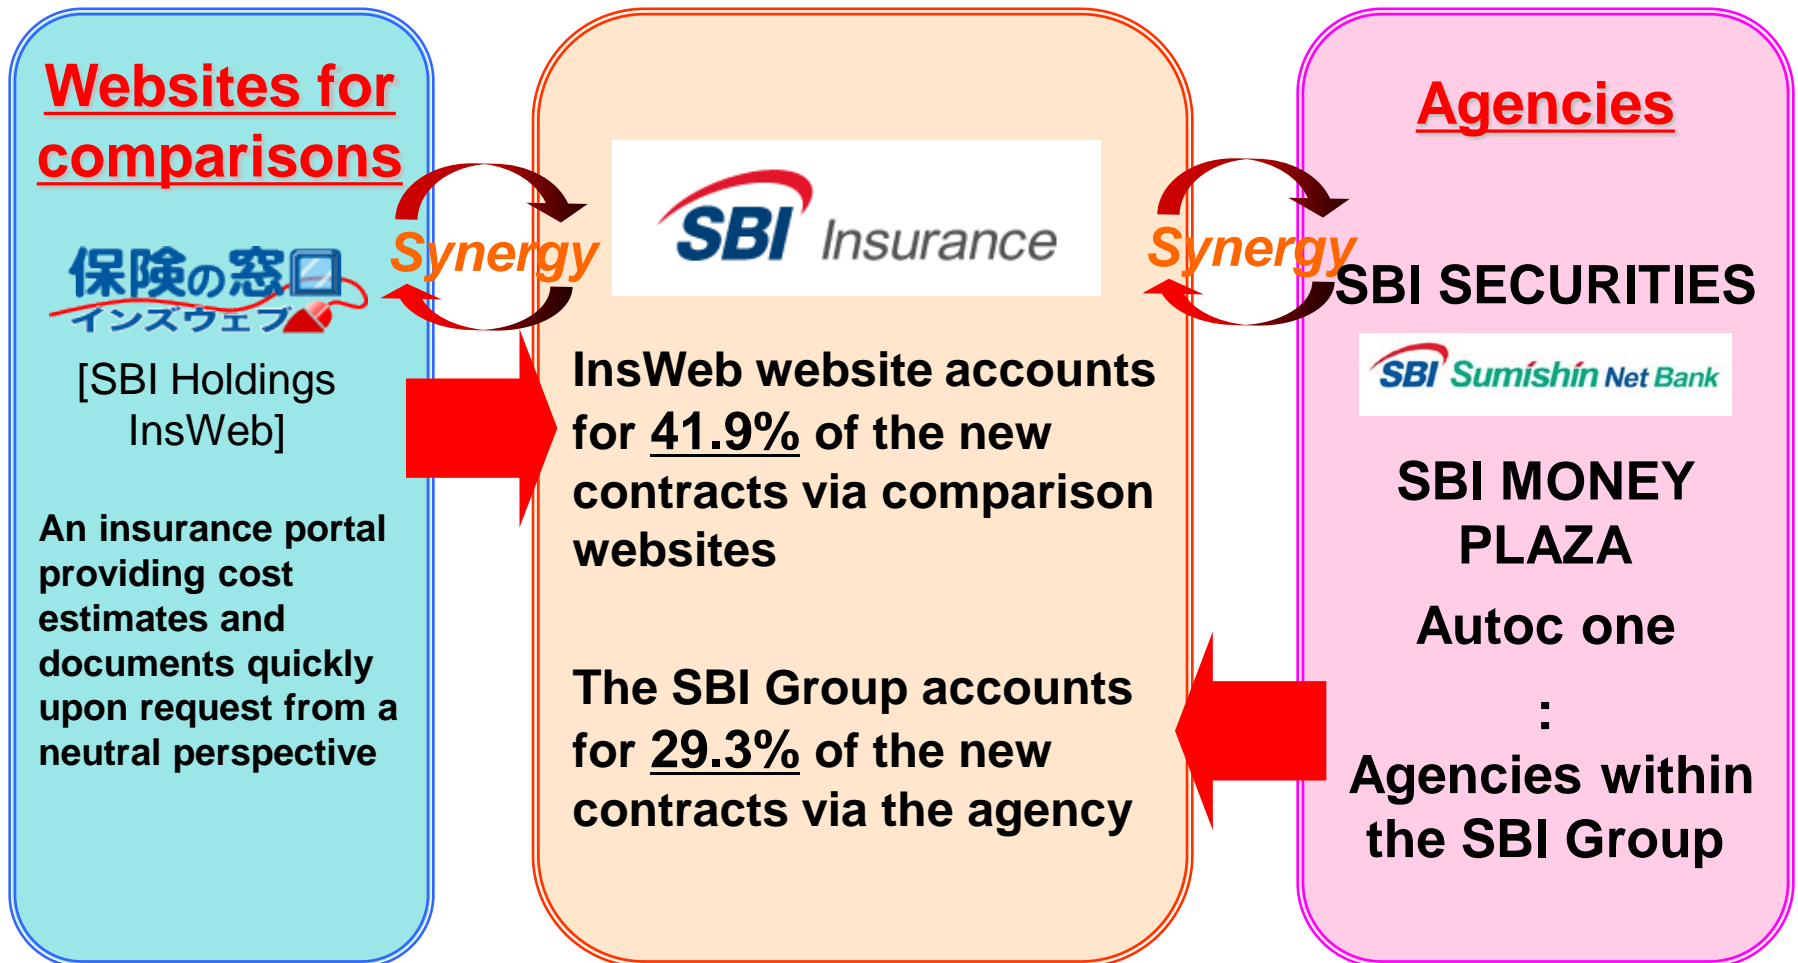 Websites for
comparisons
保険の窓口
インズウェブ
[SBI Holdings
InsWeb]
An insurance portal
providing cost
estimates and
documents quickly
upon request from a
neutral perspective
Synergy
SBI Insurance
InsWeb website accounts
for 41.9% of the new
contracts via comparison
websites
The SBI Group accounts
for 29.3% of the new
contracts via the agency
Synergy
Agencies
SBI SECURITIES
SBI Sumishin Net Bank
SBI MONEY
PLAZA
Autoc one
:
Agencies within
the SBI Group